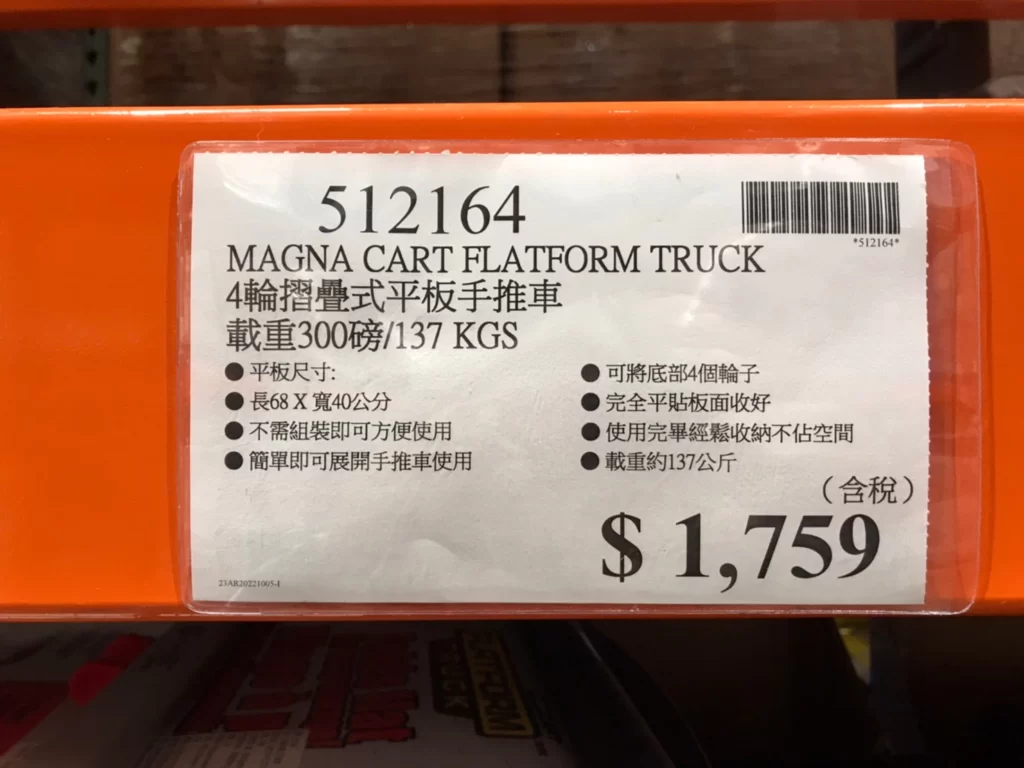 512164
*512164*
MAGNA CART FLATFORM TRUCK
4輪摺疊式平板手推車
載重300磅/137 KGS
● 平板尺寸:
● 長68 X 寬40公分
● 不需組裝即可方便使用
● 簡單即可展開手推車使用
● 可將底部4個輪子
● 完全平貼板面收好
● 使用完畢經鬆收納不佔空間
● 載重約137公斤
（含稅）
$ 1,759
23AR20221005-I